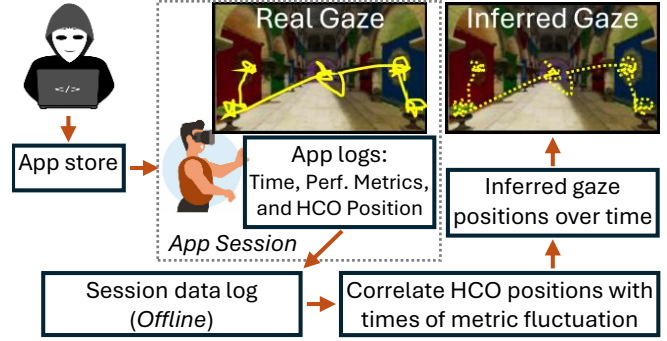 Real Gaze
Inferred Gaze
</>
App store
App logs:
Time, Perf. Metrics,
and HCO Position
App Session
Inferred gaze
positions over time
Session data log
(Offline)
Correlate HCO positions with
times of metric fluctuation